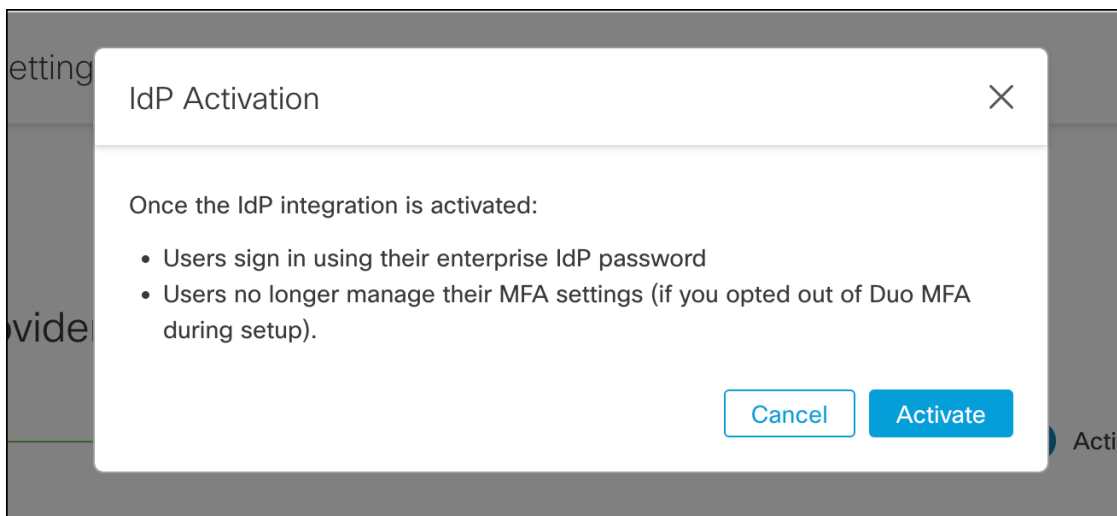 etting
IdP Activation
Once the IdP integration is activated:
• Users sign in using their enterprise IdP password
• Users no longer manage their MFA settings (if you opted out of Duo MFA
during setup).
ovider
Cancel Activate
Acti